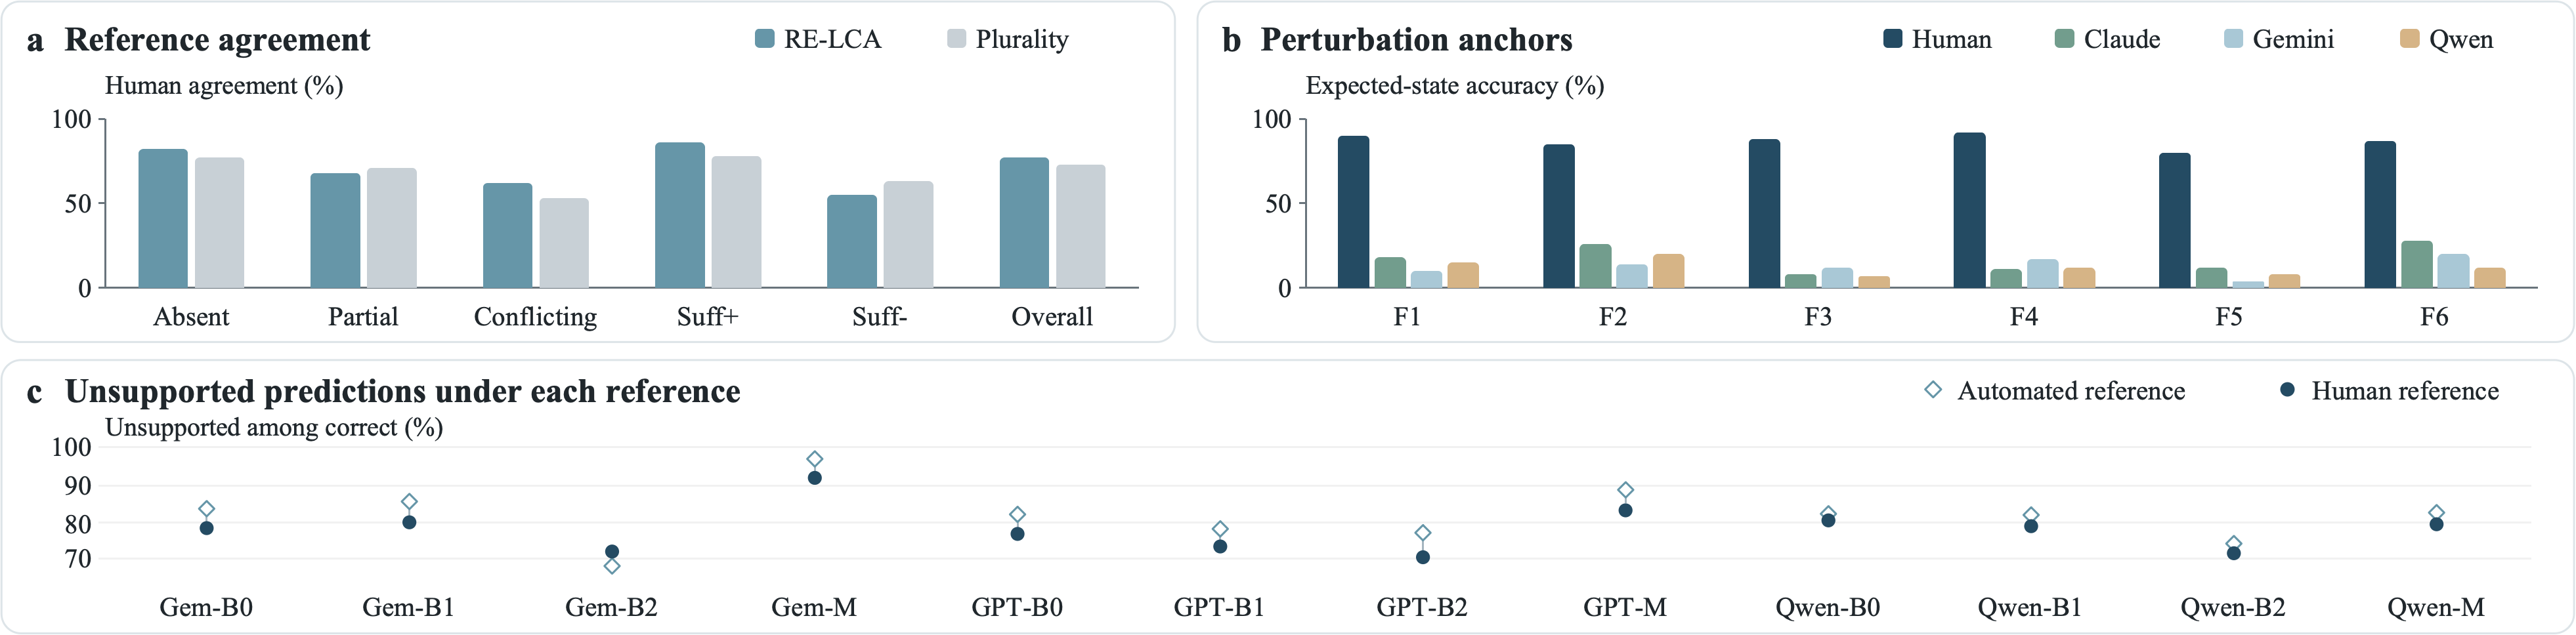 a Reference agreement
RE-LCA Plurality
Human agreement (%)
100
50
0
Absent Partial Conflicting Suff+ Suff- Overall
b Perturbation anchors
Human Claude Gemini Qwen
Expected-state accuracy (%)
100
50
0
F1 F2 F3 F4 F5 F6
c Unsupported predictions under each reference
Automated reference Human reference
Unsupported among correct (%)
100
90
80
70
Gem-B0 Gem-B1 Gem-B2 Gem-M GPT-B0 GPT-B1 GPT-B2 GPT-M Qwen-B0 Qwen-B1 Qwen-B2 Qwen-M